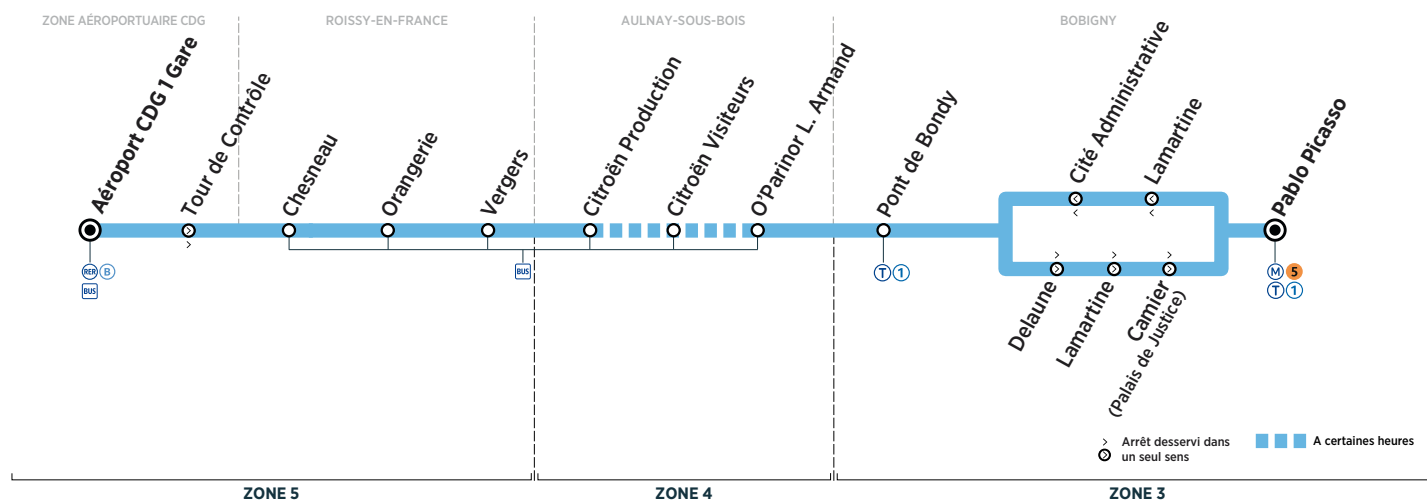 ZONE AÉROPORTUAIRE CDG
ROISSY-EN-FRANCE
AULNAY-SOUS-BOIS
BOBIGNY
Aéroport CDG 1 Gare
Tour de Contrôle
Chesneau
Orangerie
Vergers
Citroën Production
Citroën Visiteurs
O'Parinor L. Armand
Pont de Bondy
Cité Administrative
Lamartine
Pablo Picasso
Delaune
Lamartine
Camier
(Palais de Justice)
RER B
BUS
BUS
T 1
M 5
T 1
Arrêt desservi dans
un seul sens
A certaines heures
ZONE 5
ZONE 4
ZONE 3